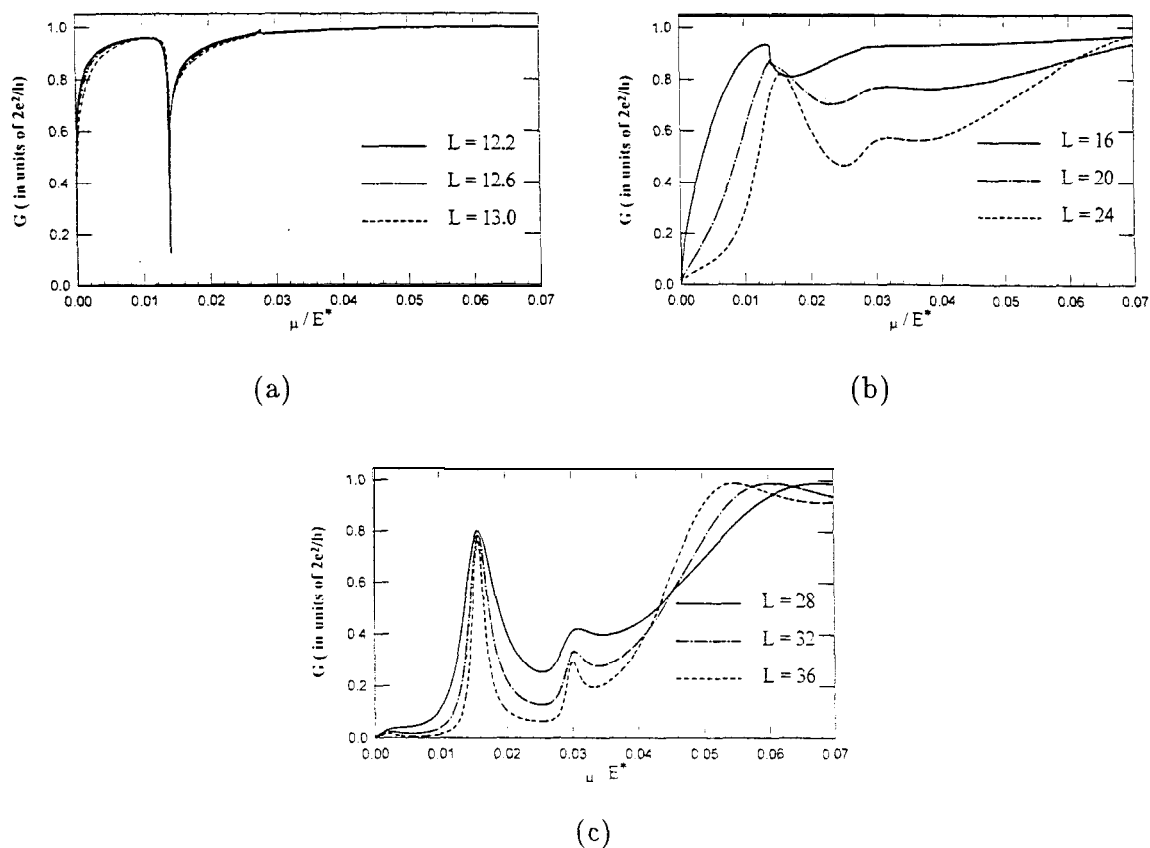 G ( in units of 2e²/h)
1.0
0.8
0.6
0.4
0.2
0.0
L = 12.2
L = 12.6
L = 13.0
0.00 0.01 0.02 0.03 0.04 0.05 0.06 0.07
μ / E*
(a)
G ( in units of 2e²/h)
1.0
0.8
0.6
0.4
0.2
0.0
L = 16
L = 20
L = 24
0.00 0.01 0.02 0.03 0.04 0.05 0.06 0.07
μ / E*
(b)
G ( in units of 2e²/h)
1.0
0.8
0.6
0.4
0.2
0.0
L = 28
L = 32
L = 36
0.00 0.01 0.02 0.03 0.04 0.05 0.06 0.07
μ E*
(c)